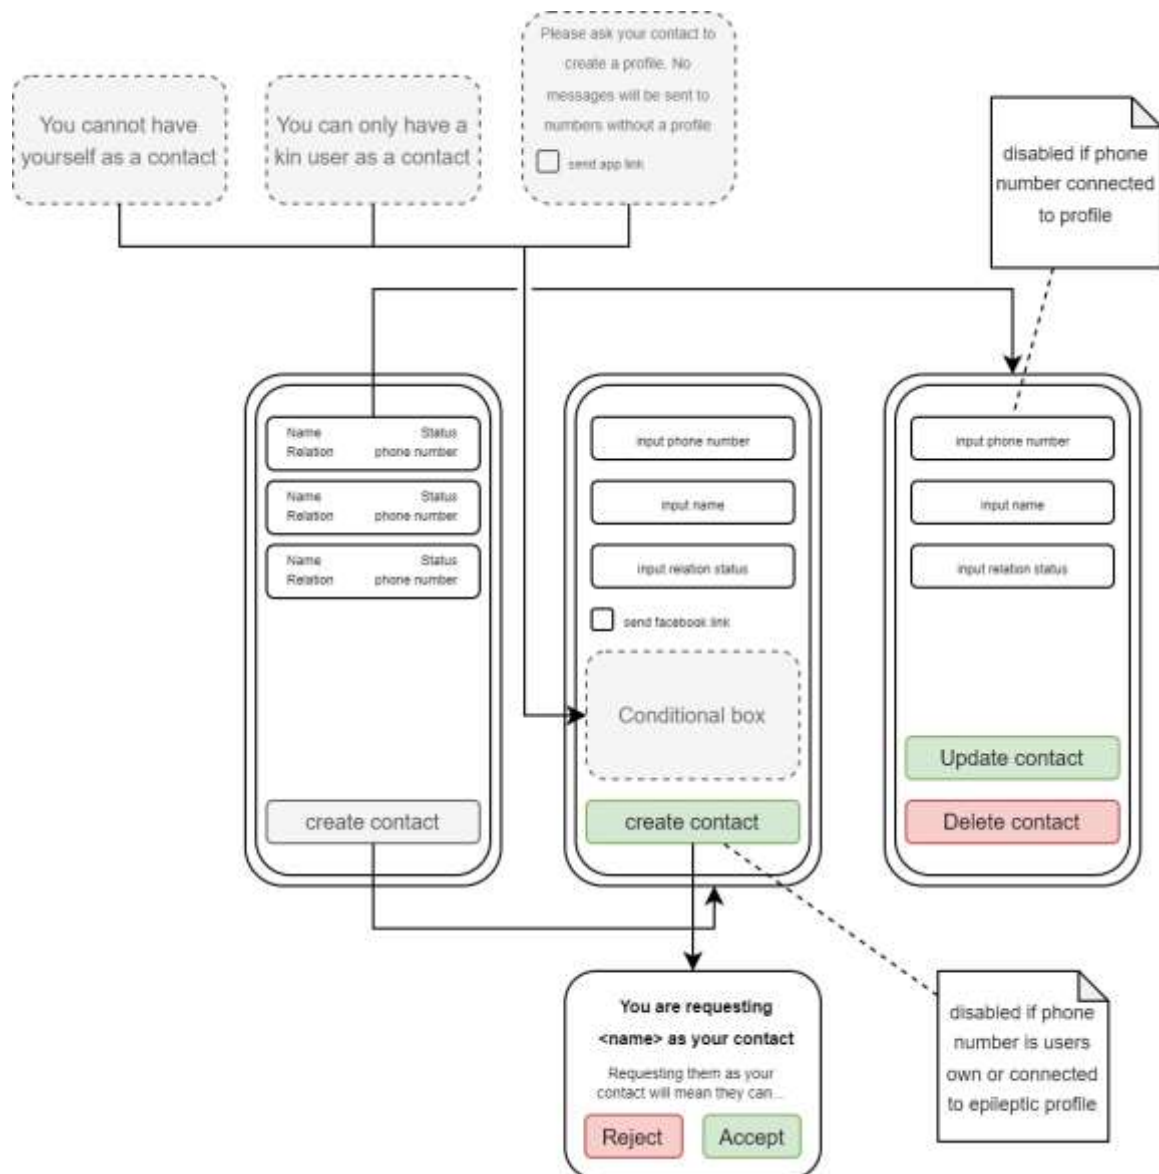 Please ask your contact to
create a profile. No
messages will be sent to
numbers without a profile
send app link
You cannot have
yourself as a contact
You can only have a
kin user as a contact
disabled if phone
number connected
to profile
Name Status
Relation phone number
Name Status
Relation phone number
Name Status
Relation phone number
create contact
input phone number
input name
input relation status
send facebook link
Conditional box
create contact
input phone number
input name
input relation status
Update contact
Delete contact
You are requesting
<name> as your contact
Requesting them as your
contact will mean they can...
Reject Accept
disabled if phone
number is users
own or connected
to epileptic profile